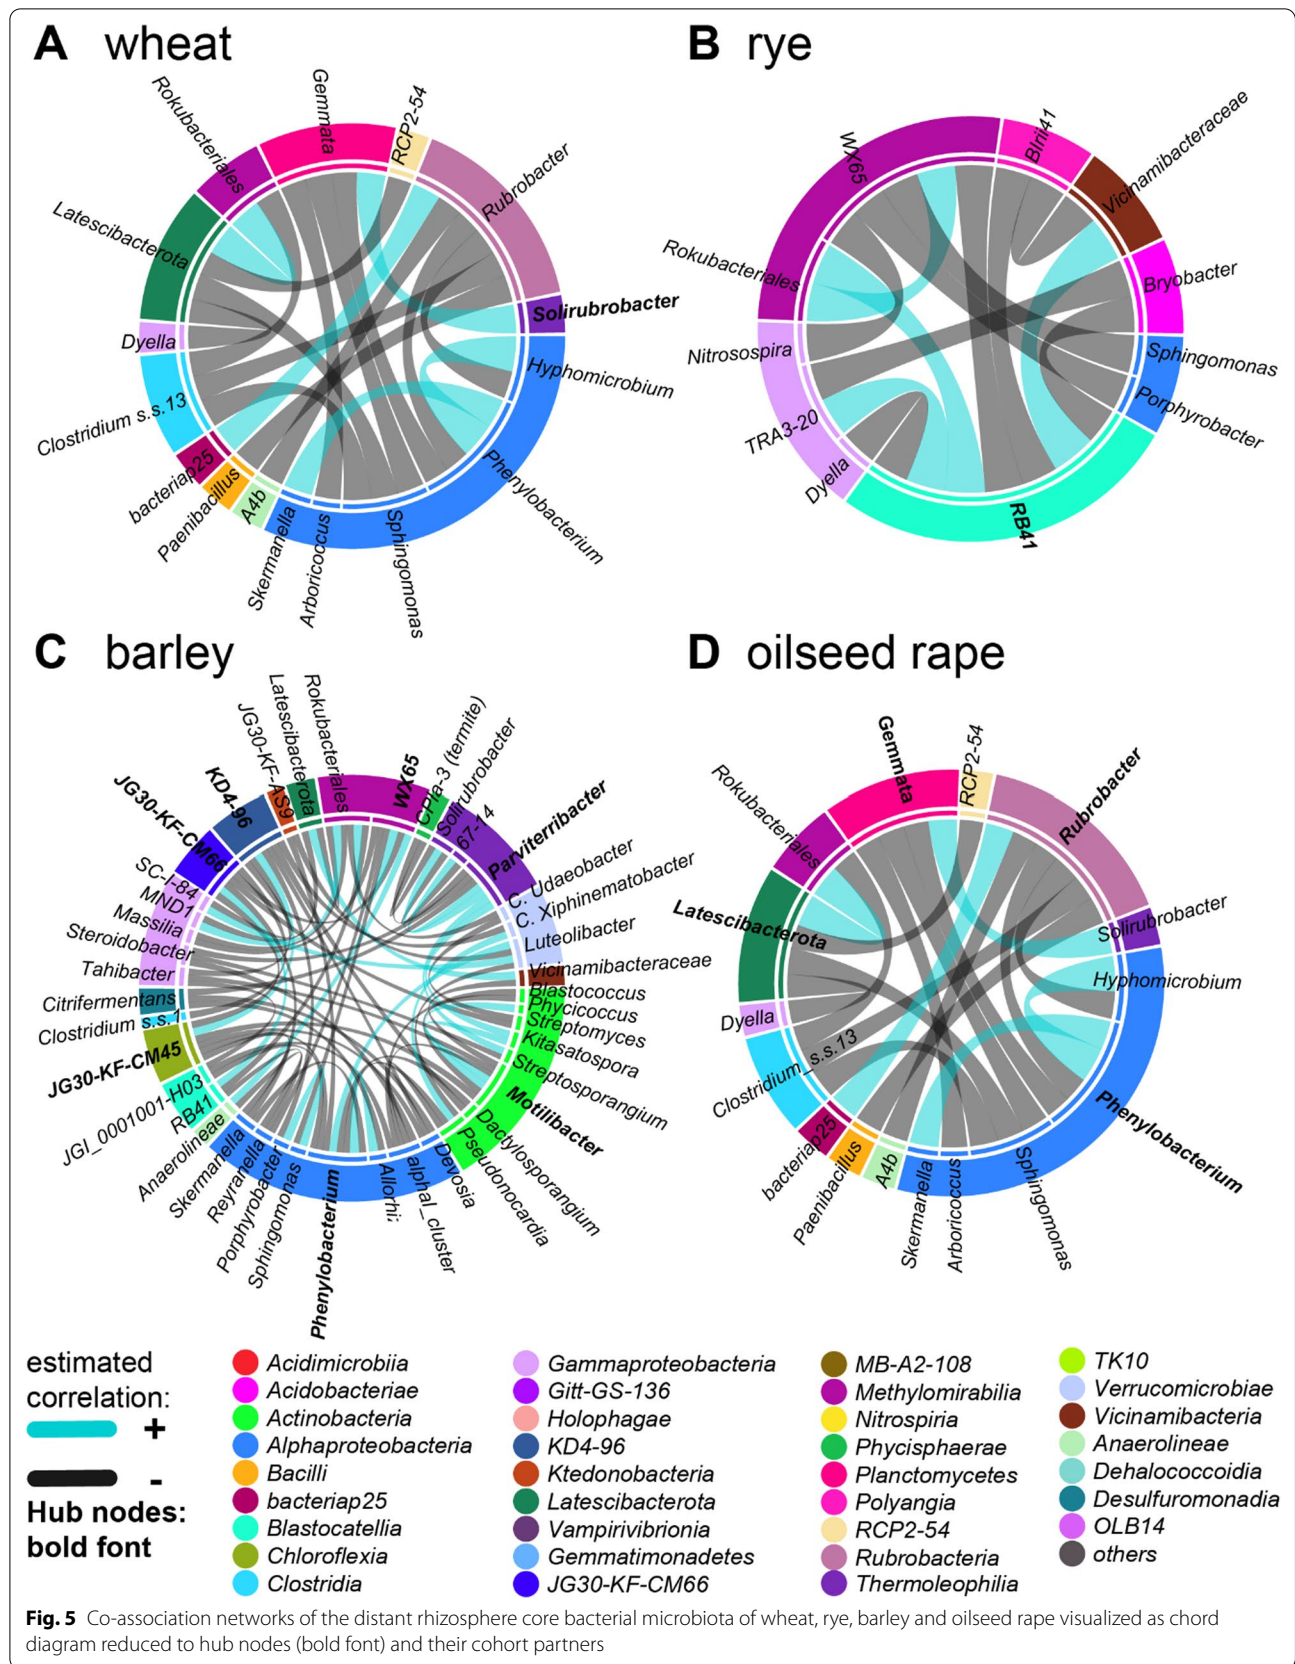 A wheat
Gemmata
RCP2-54
Rokubacteriales
Rubrobacter
Latescibacterota
Solirubrobacter
Dyella
Hyphomicrobium
Clostridium s.s.13
Phenylobacterium
bacteriap25
Paenibacillus
A4b
Skermanella
Arboricoccus
Sphingomonas
B rye
WX65
Blrii41
Vicinamibacteraceae
Rokubacteriales
Bryobacter
Nitrosospira
Sphingomonas
TRA3-20
Porphyrobacter
Dyella
RB41
C barley
Latescibacterota
Rokubacteriales
JG30-KF-AS9
WX65
CPla-3 (termite)
Solirubrobacter
67-14
KD4-96
Parviterribacter
JG30-KF-CM66
C. Udaeobacter
SC-I-84
C. Xiphinematobacter
MND1
Luteolibacter
Massilia
Steroidobacter
Vicinamibacteraceae
Tahibacter
Blastococcus
Citrifermentans
Phycicoccus
Clostridium s.s.1
Streptomyces
JG30-KF-CM45
Kitasatospora
Streptosporangium
JGI_0001001-H03
Motilibacter
RB41
Dactylosporangium
Anaerolineae
Pseudonocardia
Skermanella
Devosia
Reyranella
alphal_cluster
Porphyrobacter
Sphingomonas
Phenylobacterium
D oilseed rape
Gemmata
RCP2-54
Rokubacteriales
Rubrobacter
Latescibacterota
Solirubrobacter
Hyphomicrobium
Dyella
Clostridium_s.s.13
Phenylobacterium
bacteriap25
Paenibacillus
A4b
Skermanella
Arboricoccus
Sphingomonas
estimated
correlation:
+
-
Hub nodes:
bold font
Acidimicrobiia
Acidobacteriae
Actinobacteria
Alphaproteobacteria
Bacilli
bacteriap25
Blastocatellia
Chloroflexia
Clostridia
Gammaproteobacteria
Gitt-GS-136
Holophagae
KD4-96
Ktedonobacteria
Latescibacterota
Vampirivibrionia
Gemmatimonadetes
JG30-KF-CM66
MB-A2-108
Methylomirabilia
Nitrospiria
Phycisphaerae
Planctomycetes
Polyangia
RCP2-54
Rubrobacteria
Thermoleophilia
TK10
Verrucomicrobiae
Vicinamibacteria
Anaerolineae
Dehalococcoidia
Desulfuromonadia
OLB14
others
Fig. 5 Co-association networks of the distant rhizosphere core bacterial microbiota of wheat, rye, barley and oilseed rape visualized as chord
diagram reduced to hub nodes (bold font) and their cohort partners